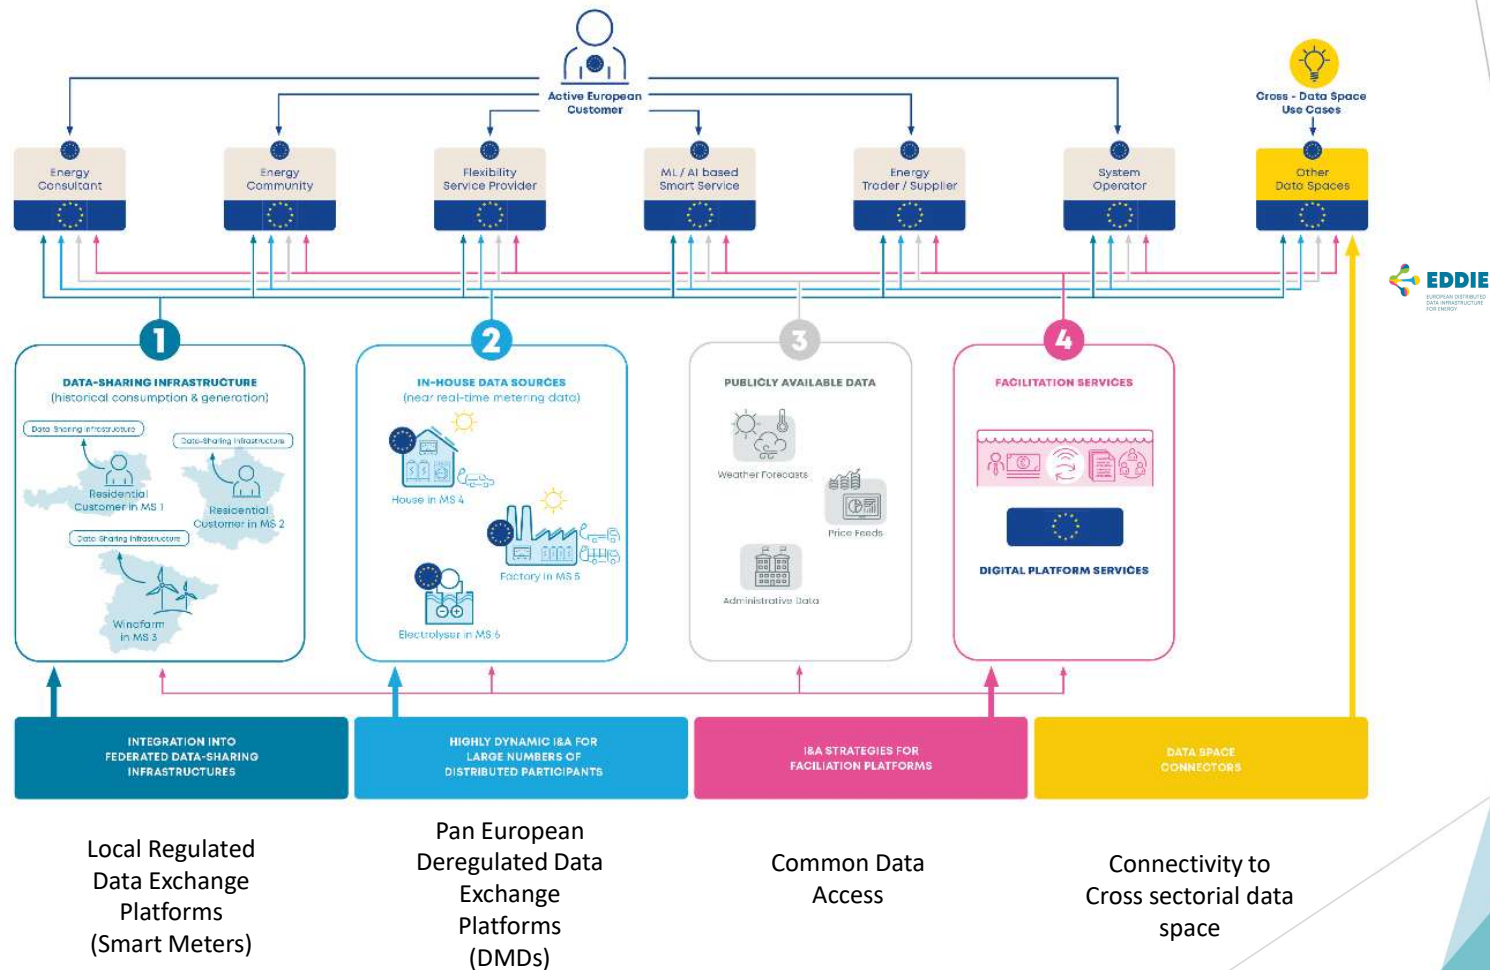 Active European
Customer
Cross - Data Space
Use Cases
Energy
Consultant
Energy
Community
Flexibility
Service Provider
ML / AI based
Smart Service
Energy
Trader / Supplier
System
Operator
Other
Data Spaces
EDDIE
EUROPEAN DISTRIBUTED
DATA INFRASTRUCTURE
FOR ENERGY
1
DATA-SHARING INFRASTRUCTURE
(historical consumption & generation)
Data-Sharing Infrastructure
Residential
Customer in MS 1
Data-Sharing Infrastructure
Residential
Customer in MS 2
Data-Sharing Infrastructure
Windfarm
in MS 3
2
IN-HOUSE DATA SOURCES
(near real-time metering data)
House in MS 4
Factory in MS 5
Electrolyser in MS 6
3
PUBLICLY AVAILABLE DATA
Weather Forecasts
Price Feeds
Administrative Data
4
FACILITATION SERVICES
DIGITAL PLATFORM SERVICES
INTEGRATION INTO
FEDERATED DATA-SHARING
INFRASTRUCTURES
HIGHLY DYNAMIC I&A FOR
LARGE NUMBERS OF
DISTRIBUTED PARTICIPANTS
I&A STRATEGIES FOR
FACILIATION PLATFORMS
DATA SPACE
CONNECTORS
Local Regulated
Data Exchange
Platforms
(Smart Meters)
Pan European
Deregulated Data
Exchange
Platforms
(DMDs)
Common Data
Access
Connectivity to
Cross sectorial data
space